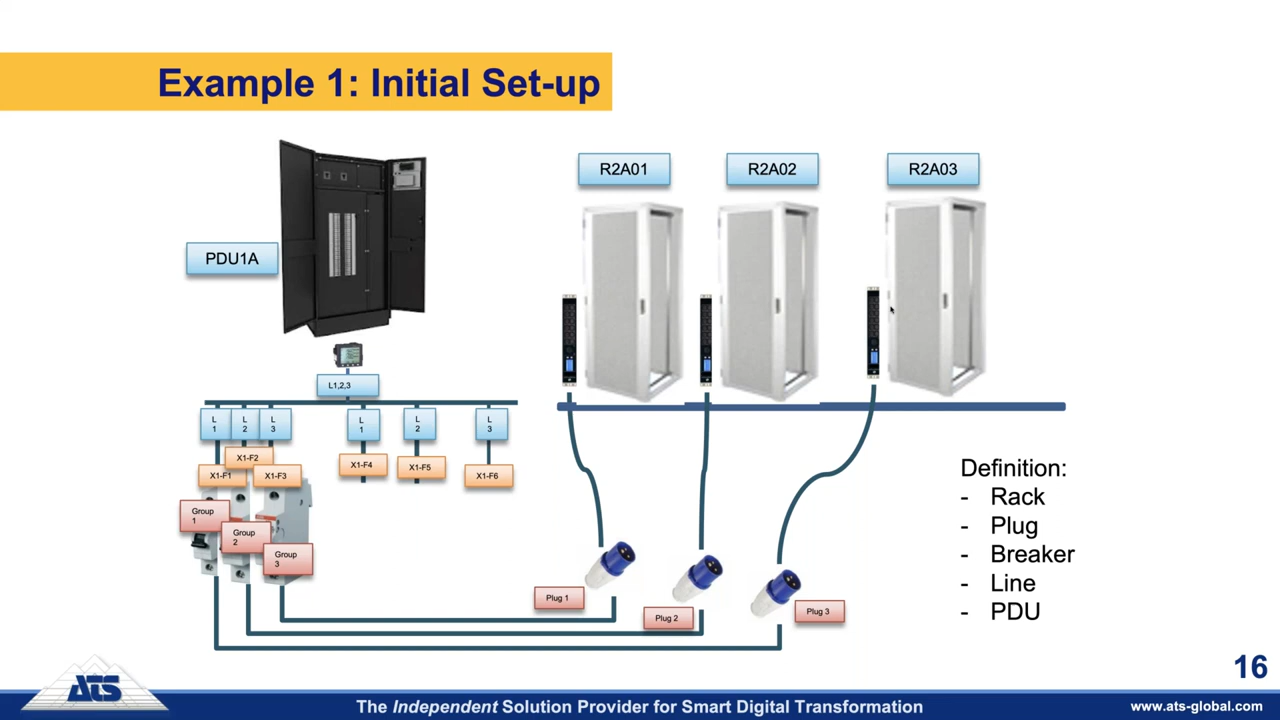 Example 1: Initial Set-up
R2A01
R2A02
R2A03
PDU1A
L1,2,3
L
1
L
2
L
3
L
1
L
2
L
3
X1-F2
X1-F1
X1-F3
X1-F4
X1-F5
X1-F6
Group
1
Group
2
Group
3
Plug 1
Plug 2
Plug 3
Definition:
- Rack
- Plug
- Breaker
- Line
- PDU
16
ATS
The Independent Solution Provider for Smart Digital Transformation
www.ats-global.com